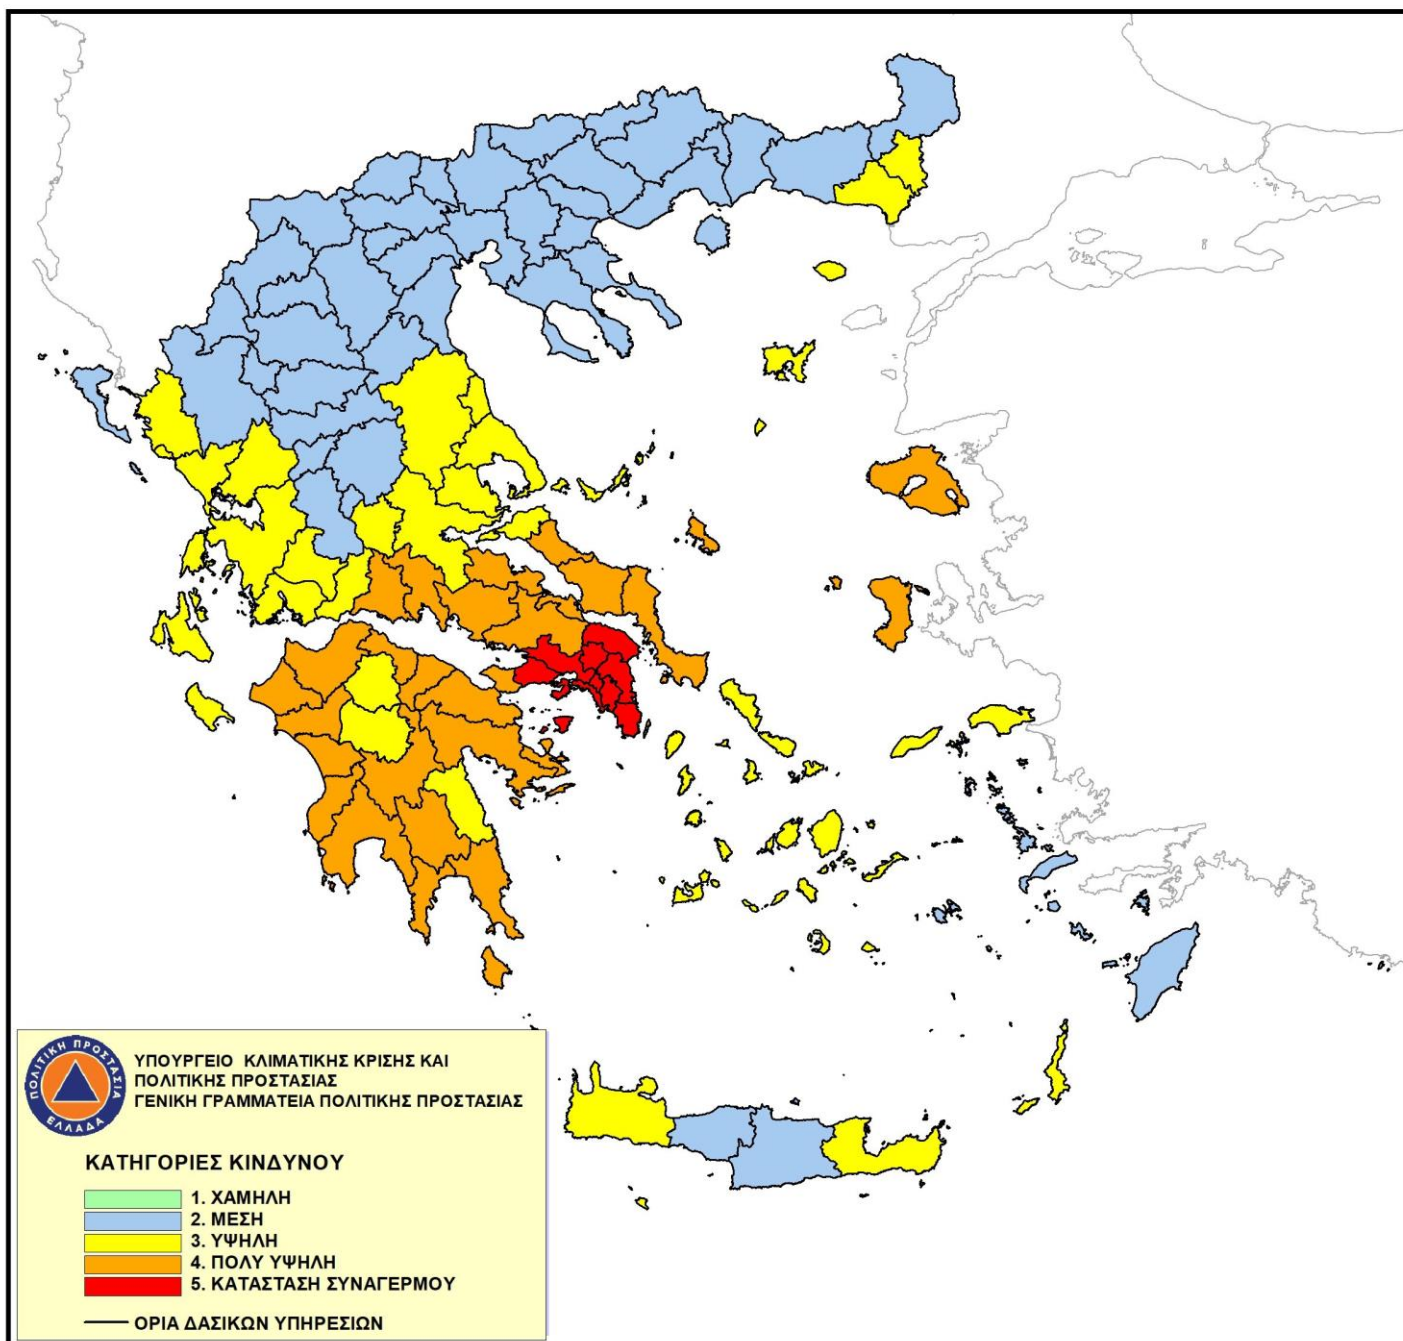 ΠΟΛΙΤΙΚΗ ΠΡΟΣΤΑΣΙΑ
ΕΛΛΑΔΑ
ΥΠΟΥΡΓΕΙΟ ΚΛΙΜΑΤΙΚΗΣ ΚΡΙΣΗΣ ΚΑΙ
ΠΟΛΙΤΙΚΗΣ ΠΡΟΣΤΑΣΙΑΣ
ΓΕΝΙΚΗ ΓΡΑΜΜΑΤΕΙΑ ΠΟΛΙΤΙΚΗΣ ΠΡΟΣΤΑΣΙΑΣ
ΚΑΤΗΓΟΡΙΕΣ ΚΙΝΔΥΝΟΥ
1. ΧΑΜΗΛΗ
2. ΜΕΣΗ
3. ΥΨΗΛΗ
4. ΠΟΛΥ ΥΨΗΛΗ
5. ΚΑΤΑΣΤΑΣΗ ΣΥΝΑΓΕΡΜΟΥ
ΟΡΙΑ ΔΑΣΙΚΩΝ ΥΠΗΡΕΣΙΩΝ